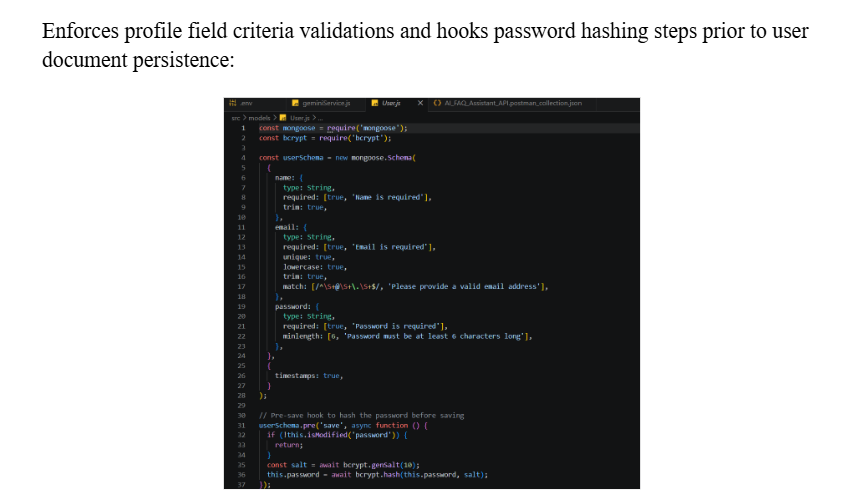 Enforces profile field criteria validations and hooks password hashing steps prior to user
document persistence:
.env geminiService.js User.js × AI_FAQ_Assistant_API.postman_collection.json
src > models > User.js > ...
1 const mongoose = require('mongoose');
2 const bcrypt = require('bcrypt');
3
4 const userSchema = new mongoose.Schema(
5 {
6 name: {
7 type: String,
8 required: [true, 'Name is required'],
9 trim: true,
10 },
11 email: {
12 type: String,
13 required: [true, 'Email is required'],
14 unique: true,
15 lowercase: true,
16 trim: true,
17 match: [/^\S+@\S+\.\S+$/, 'Please provide a valid email address'],
18 },
19 password: {
20 type: String,
21 required: [true, 'Password is required'],
22 minlength: [6, 'Password must be at least 6 characters long'],
23 },
24 },
25 {
26 timestamps: true,
27 }
28 );
29
30 // Pre-save hook to hash the password before saving
31 userSchema.pre('save', async function () {
32 if (!this.isModified('password')) {
33 return;
34 }
35 const salt = await bcrypt.genSalt(10);
36 this.password = await bcrypt.hash(this.password, salt);
37 });